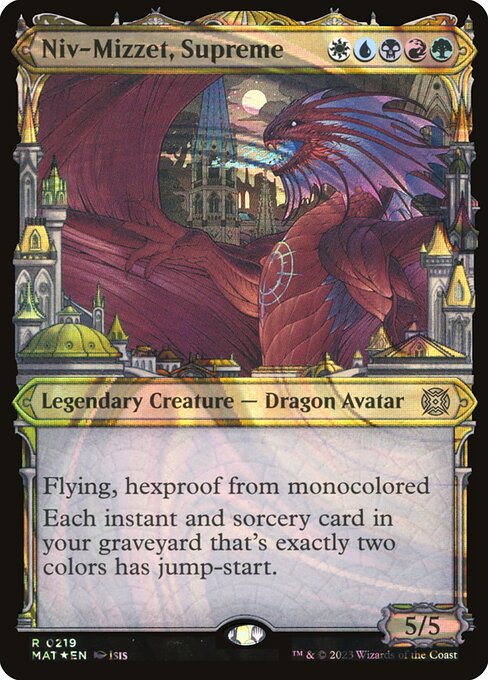 Niv-Mizzet, Supreme
Legendary Creature — Dragon Avatar
Flying, hexproof from monocolored
Each instant and sorcery card in
your graveyard that's exactly two
colors has jump-start.
5/5
R 0219
MAT★EN ISIS
™ & © 2023 Wizards of the Coast